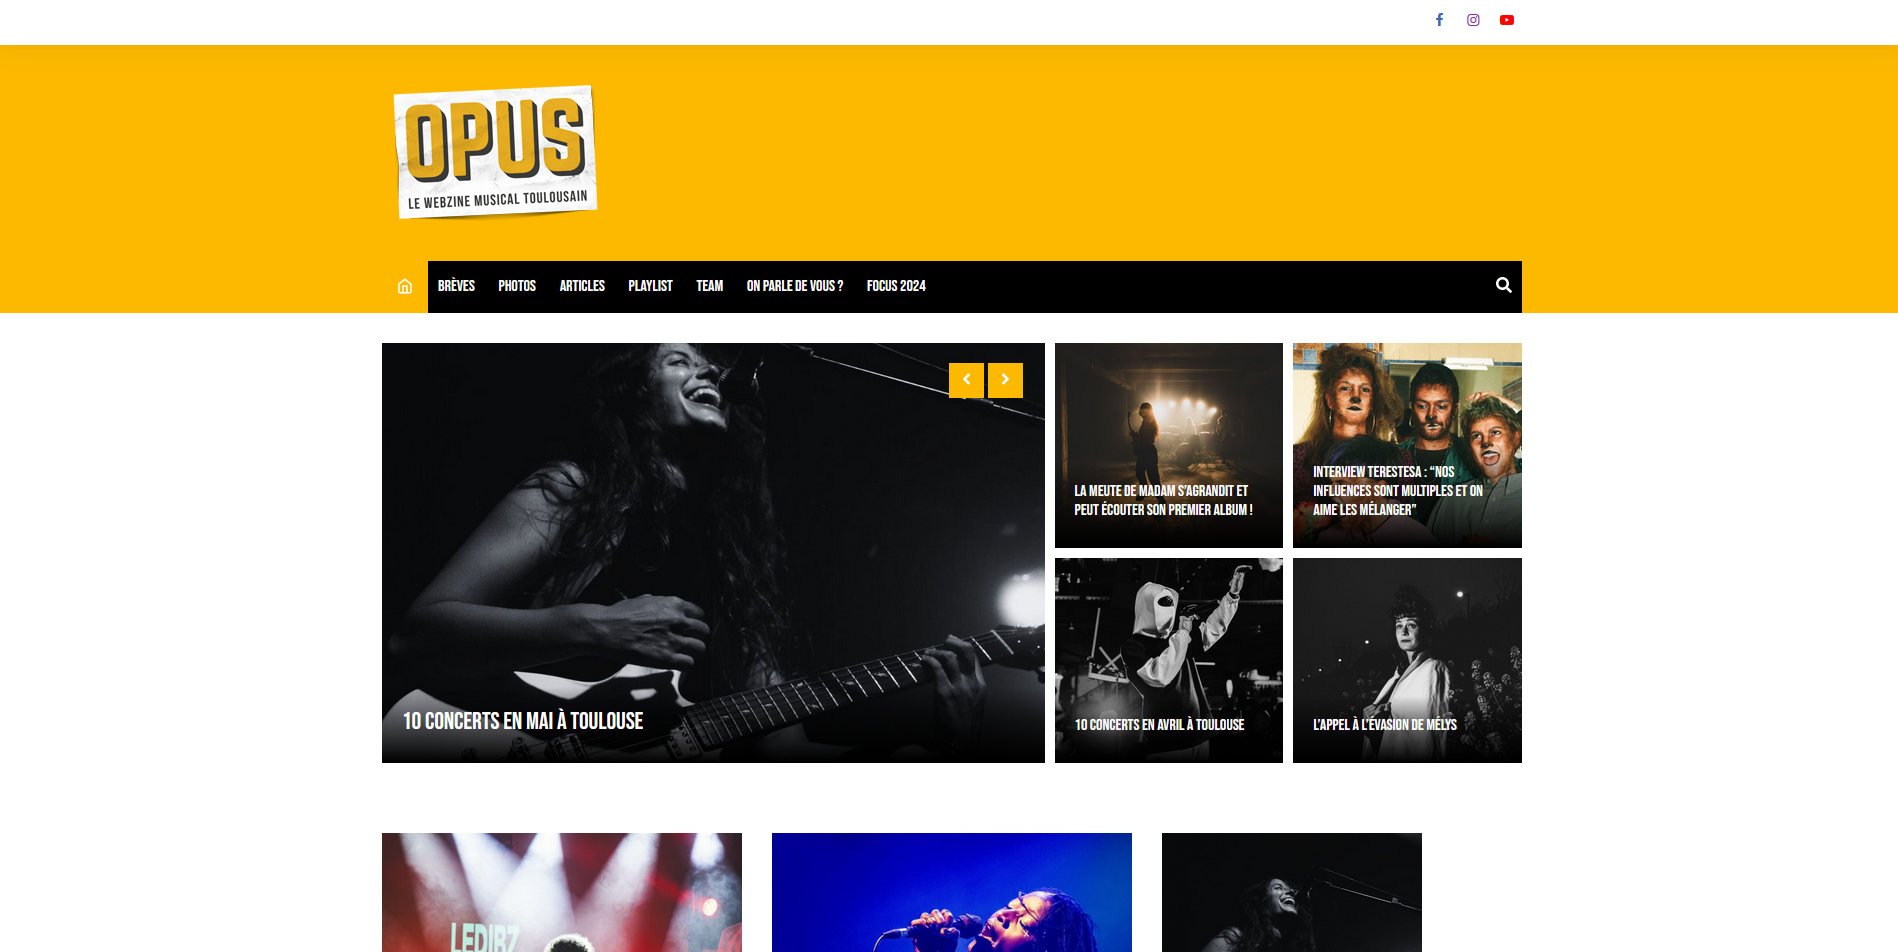 OPUS
LE WEBZINE MUSICAL TOULOUSAIN
BRÈVES
PHOTOS
ARTICLES
PLAYLIST
TEAM
ON PARLE DE VOUS ?
FOCUS 2024
10 CONCERTS EN MAI À TOULOUSE
LA MEUTE DE MADAM S’AGRANDIT ET
PEUT ÉCOUTER SON PREMIER ALBUM !
INTERVIEW TERESTESA : “NOS
INFLUENCES SONT MULTIPLES ET ON
AIME LES MÉLANGER”
10 CONCERTS EN AVRIL À TOULOUSE
L’APPEL À L’ÉVASION DE MÉLYS
LEDIBZ